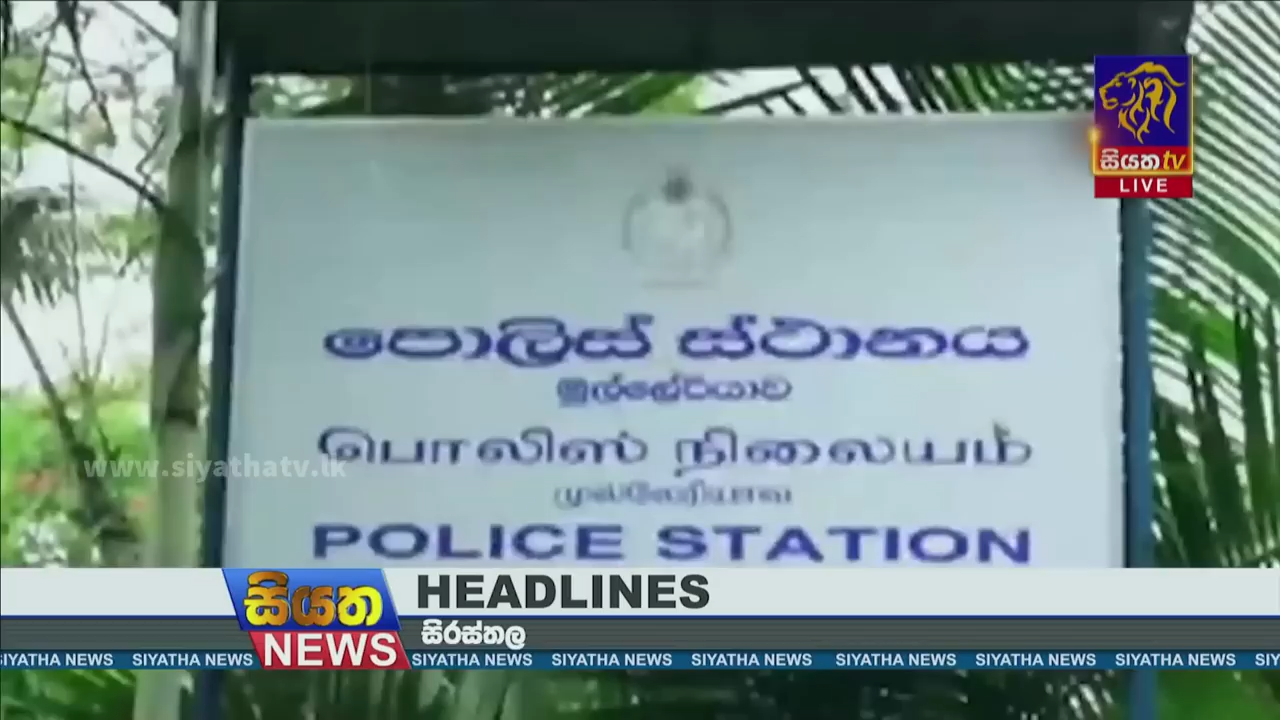 සියත tv
LIVE
පොලිස් ස්ථානය
මුල්ලේරියාව
பொலிஸ் நிலையம்
முல்லேரியாவ
www.siyathatv.lk
POLICE STATION
සියත
NEWS
HEADLINES
සිරස්තල
SIYATHA NEWS SIYATHA NEWS SIYATHA NEWS SIYATHA NEWS SIYATHA NEWS SIYATHA NEWS SIYATHA NEWS SIYATHA NEWS